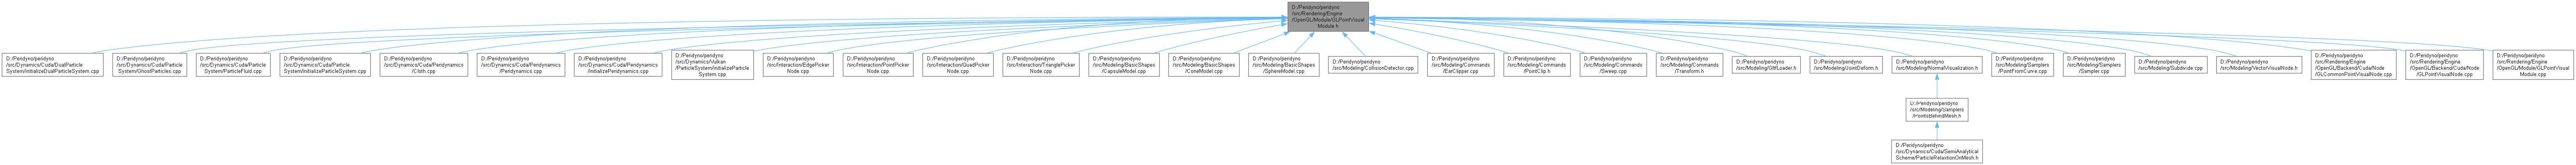 D:/Peridyno/peridyno
/src/Rendering/Engine
/OpenGL/Module/GLPointVisual
Module.h
D:/Peridyno/peridyno
/src/Dynamics/Cuda/DualParticle
System/initializeDualParticleSystem.cpp
D:/Peridyno/peridyno
/src/Dynamics/Cuda/Particle
System/GhostParticles.cpp
D:/Peridyno/peridyno
/src/Dynamics/Cuda/Particle
System/ParticleFluid.cpp
D:/Peridyno/peridyno
/src/Dynamics/Cuda/Particle
System/initializeParticleSystem.cpp
D:/Peridyno/peridyno
/src/Dynamics/Cuda/Peridynamics
/Cloth.cpp
D:/Peridyno/peridyno
/src/Dynamics/Cuda/Peridynamics
/Peridynamics.cpp
D:/Peridyno/peridyno
/src/Dynamics/Cuda/Peridynamics
/initializePeridynamics.cpp
D:/Peridyno/peridyno
/src/Dynamics/Vulkan
/ParticleSystem/initializeParticle
System.cpp
D:/Peridyno/peridyno
/src/Interaction/EdgePicker
Node.cpp
D:/Peridyno/peridyno
/src/Interaction/PointPicker
Node.cpp
D:/Peridyno/peridyno
/src/Interaction/QuadPicker
Node.cpp
D:/Peridyno/peridyno
/src/Interaction/TrianglePicker
Node.cpp
D:/Peridyno/peridyno
/src/Modeling/BasicShapes
/CapsuleModel.cpp
D:/Peridyno/peridyno
/src/Modeling/BasicShapes
/ConeModel.cpp
D:/Peridyno/peridyno
/src/Modeling/BasicShapes
/SphereModel.cpp
D:/Peridyno/peridyno
/src/Modeling/CollisionDetector.cpp
D:/Peridyno/peridyno
/src/Modeling/Commands
/EarClipper.cpp
D:/Peridyno/peridyno
/src/Modeling/Commands
/PointClip.h
D:/Peridyno/peridyno
/src/Modeling/Commands
/Sweep.cpp
D:/Peridyno/peridyno
/src/Modeling/Commands
/Transform.h
D:/Peridyno/peridyno
/src/Modeling/GltfLoader.h
D:/Peridyno/peridyno
/src/Modeling/JointDeform.h
D:/Peridyno/peridyno
/src/Modeling/NormalVisualization.h
D:/Peridyno/peridyno
/src/Modeling/Samplers
/PointFromCurve.cpp
D:/Peridyno/peridyno
/src/Modeling/Samplers
/Sampler.cpp
D:/Peridyno/peridyno
/src/Modeling/Subdivide.cpp
D:/Peridyno/peridyno
/src/Modeling/VectorVisualNode.h
D:/Peridyno/peridyno
/src/Rendering/Engine
/OpenGL/Backend/Cuda/Node
/GLCommonPointVisualNode.cpp
D:/Peridyno/peridyno
/src/Rendering/Engine
/OpenGL/Backend/Cuda/Node
/GLPointVisualNode.cpp
D:/Peridyno/peridyno
/src/Rendering/Engine
/OpenGL/Module/GLPointVisual
Module.cpp
D:/Peridyno/peridyno
/src/Modeling/Samplers
/PointsBehindMesh.h
D:/Peridyno/peridyno
/src/Dynamics/Cuda/SemiAnalytical
Scheme/ParticleRelaxtionOnMesh.h